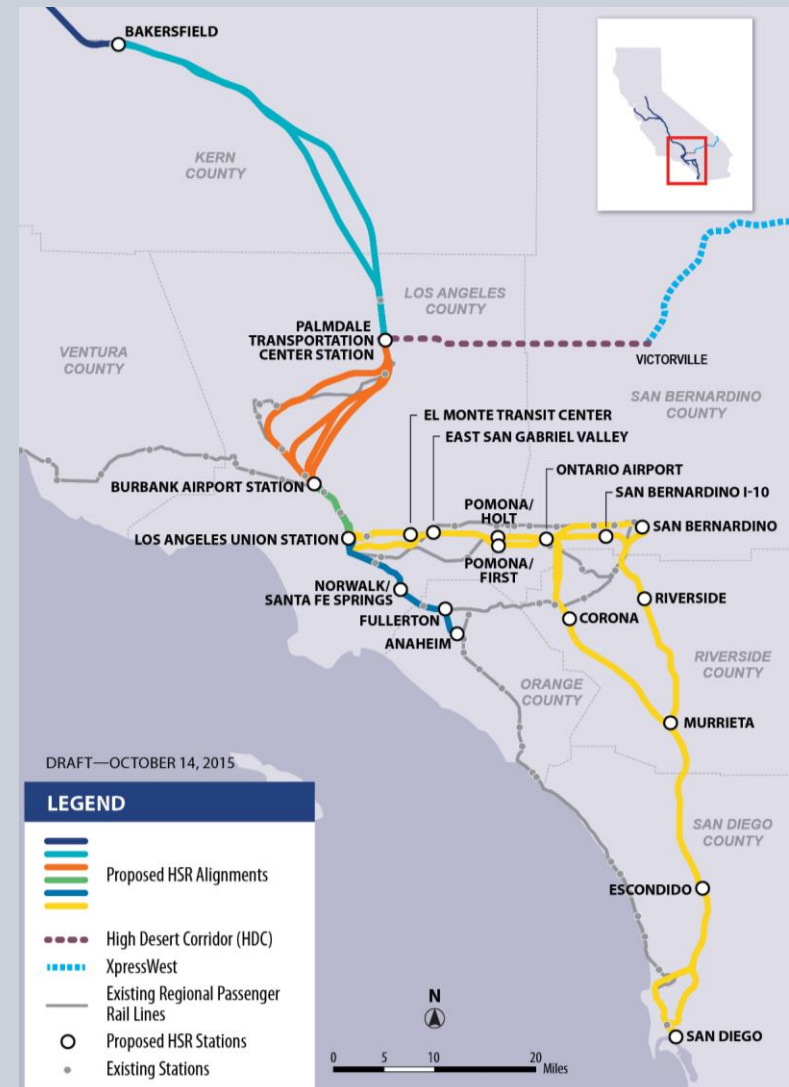 BAKERSFIELD
KERN
COUNTY
LOS ANGELES
COUNTY
PALMDALE
TRANSPORTATION
CENTER STATION
VENTURA
COUNTY
VICTORVILLE
SAN BERNARDINO
COUNTY
EL MONTE TRANSIT CENTER
EAST SAN GABRIEL VALLEY
ONTARIO AIRPORT
BURBANK AIRPORT STATION
POMONA/
HOLT
SAN BERNARDINO I-10
SAN BERNARDINO
LOS ANGELES UNION STATION
POMONA/
FIRST
NORWALK/
SANTA FE SPRINGS
RIVERSIDE
FULLERTON
CORONA
ANAHEIM
RIVERSIDE
COUNTY
ORANGE
COUNTY
MURRIETA
DRAFT—OCTOBER 14, 2015
LEGEND
Proposed HSR Alignments
High Desert Corridor (HDC)
XpressWest
Existing Regional Passenger
Rail Lines
Proposed HSR Stations
Existing Stations
SAN DIEGO
COUNTY
ESCONDIDO
N
SAN DIEGO
0 5 10 20
Miles